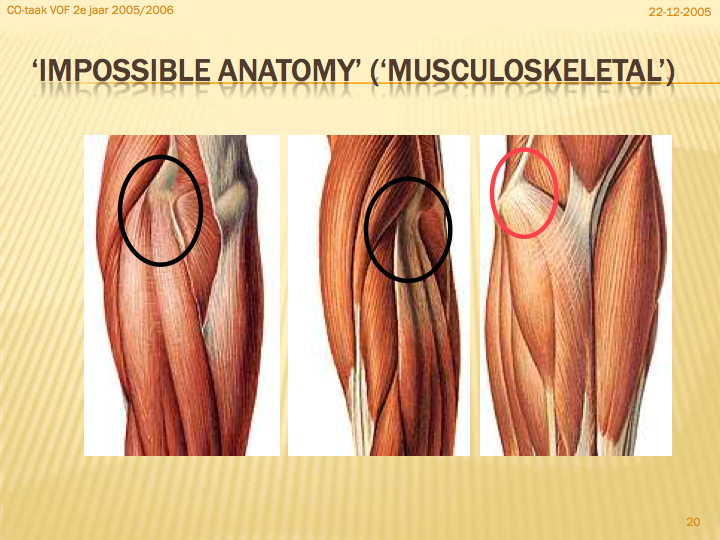 CO-taak VOF 2e jaar 2005/2006
22-12-2005
‘IMPOSSIBLE ANATOMY’ (‘MUSCULOSKELETAL’)
20